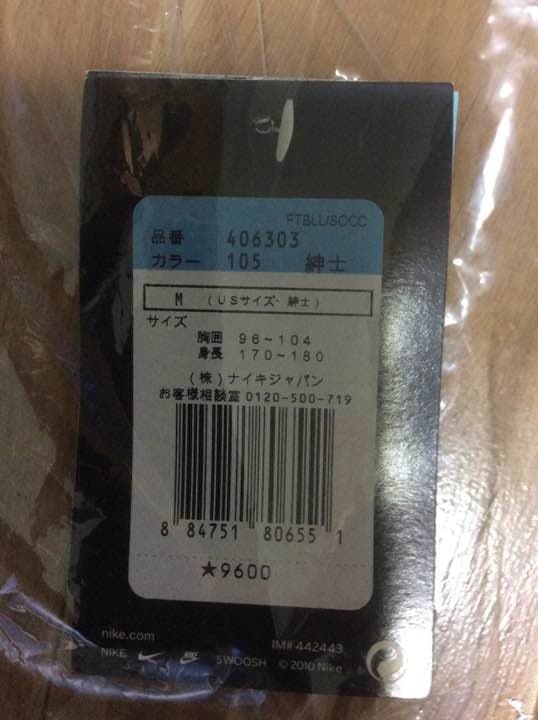 FTBLL/SOCC
品番 406303
カラー 105 紳士
M (USサイズ・紳士)
サイズ
胸囲 96~104
身長 170~180
(株)ナイキジャパン
お客様相談室 0120-500-719
8 84751 80655 1
★9600
nike.com
IM# 442443
NIKE SWOOSH © 2010 Nike